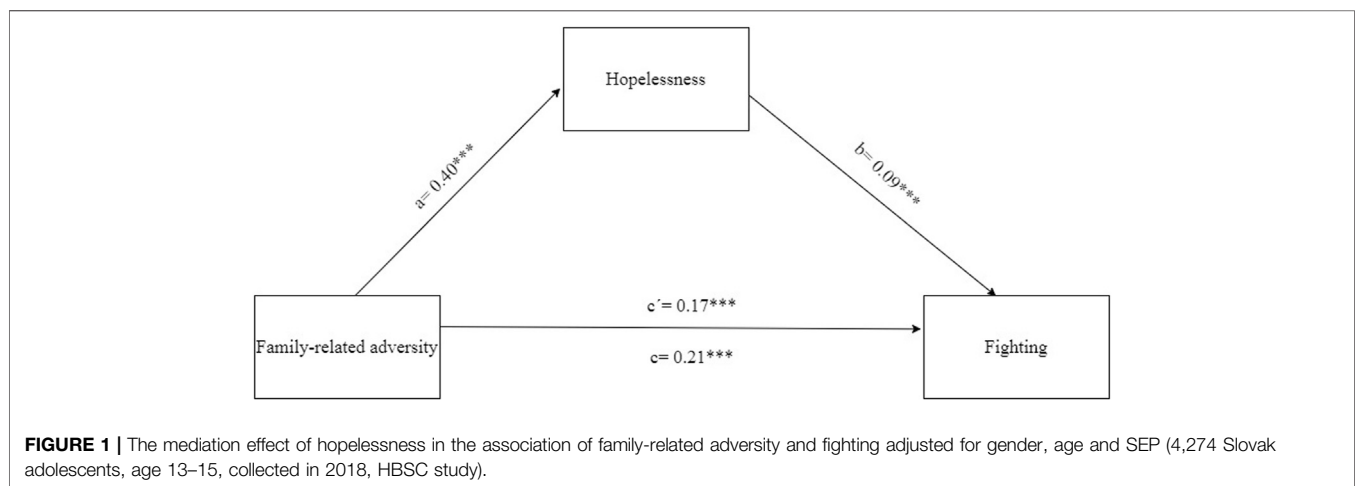 Hopelessness
a= 0.40***
b= 0.09***
c´= 0.17***
Family-related adversity
Fighting
c= 0.21***
FIGURE 1 | The mediation effect of hopelessness in the association of family-related adversity and fighting adjusted for gender, age and SEP (4,274 Slovak
adolescents, age 13–15, collected in 2018, HBSC study).